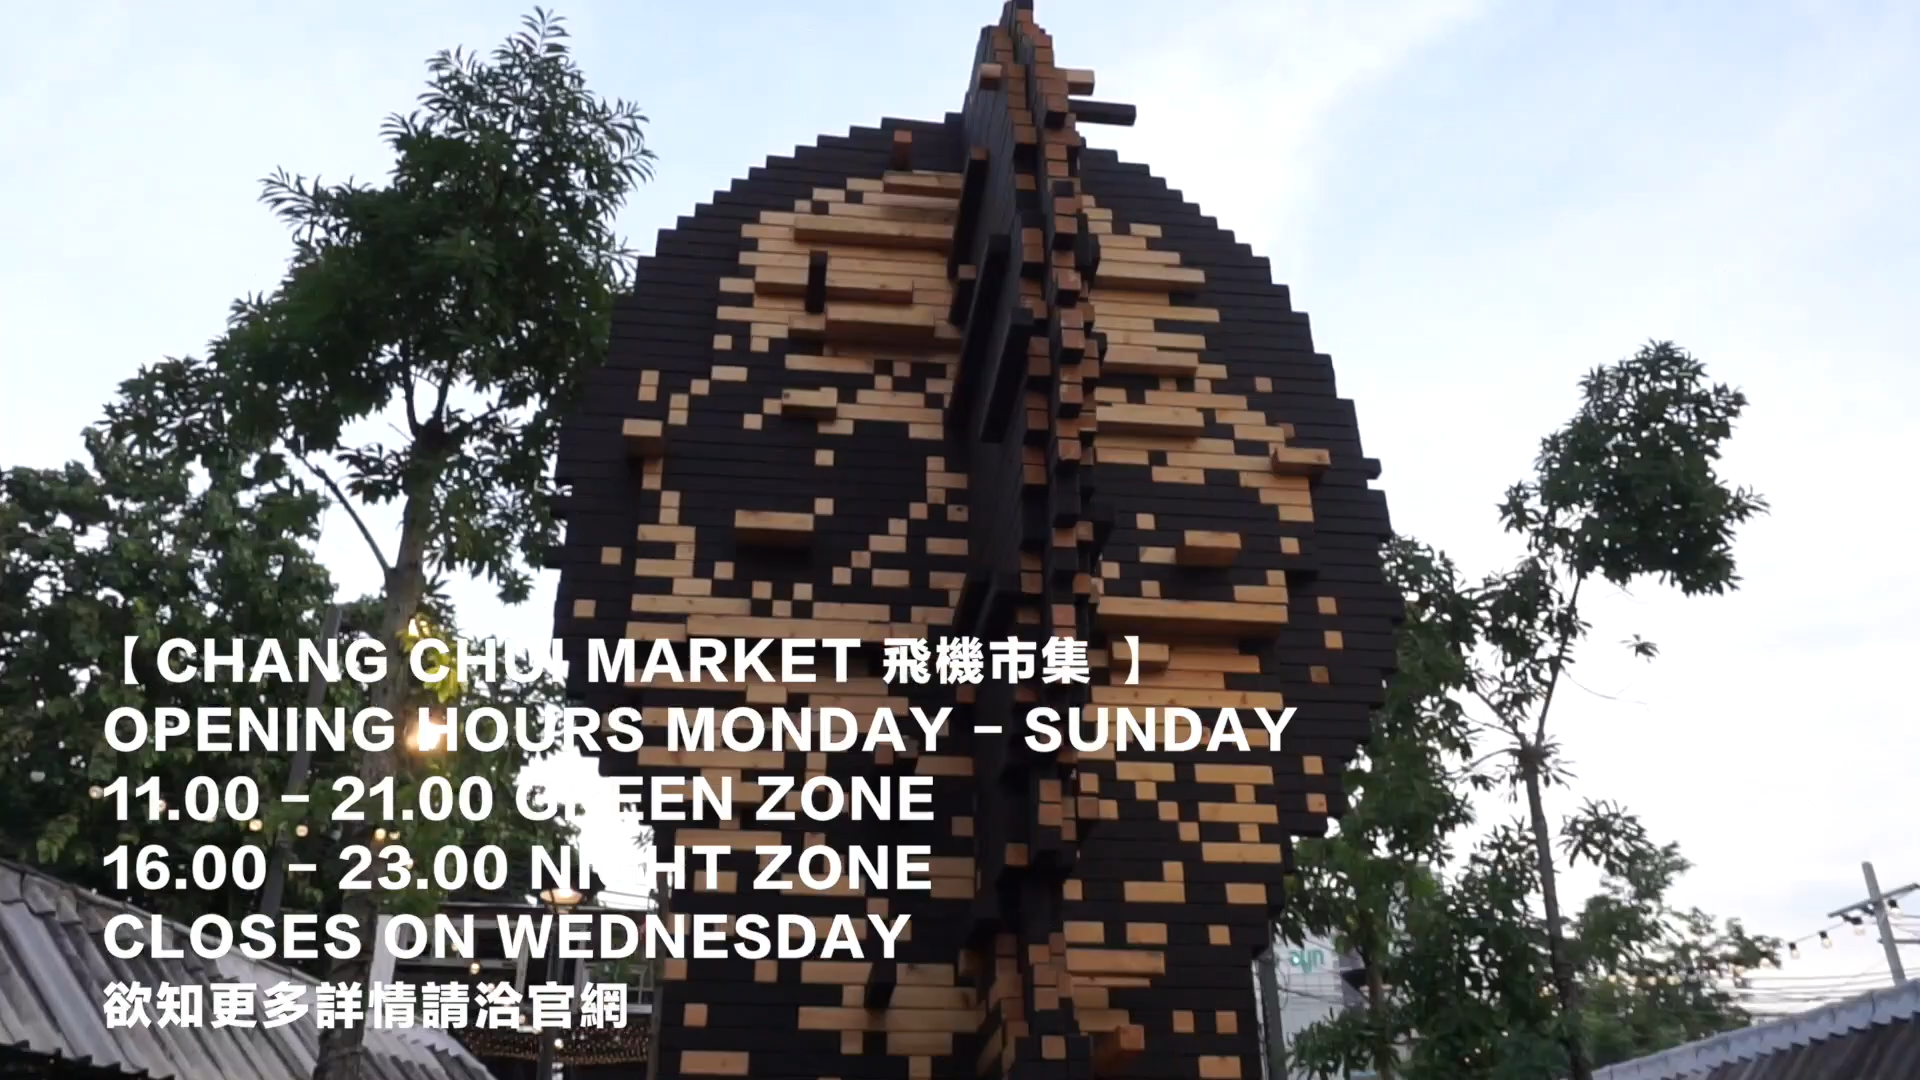 【 CHANG CHUI MARKET 飛機市集 】
OPENING HOURS MONDAY – SUNDAY
11.00 – 21.00 GREEN ZONE
16.00 – 23.00 NIGHT ZONE
CLOSES ON WEDNESDAY
欲知更多詳情請洽官網